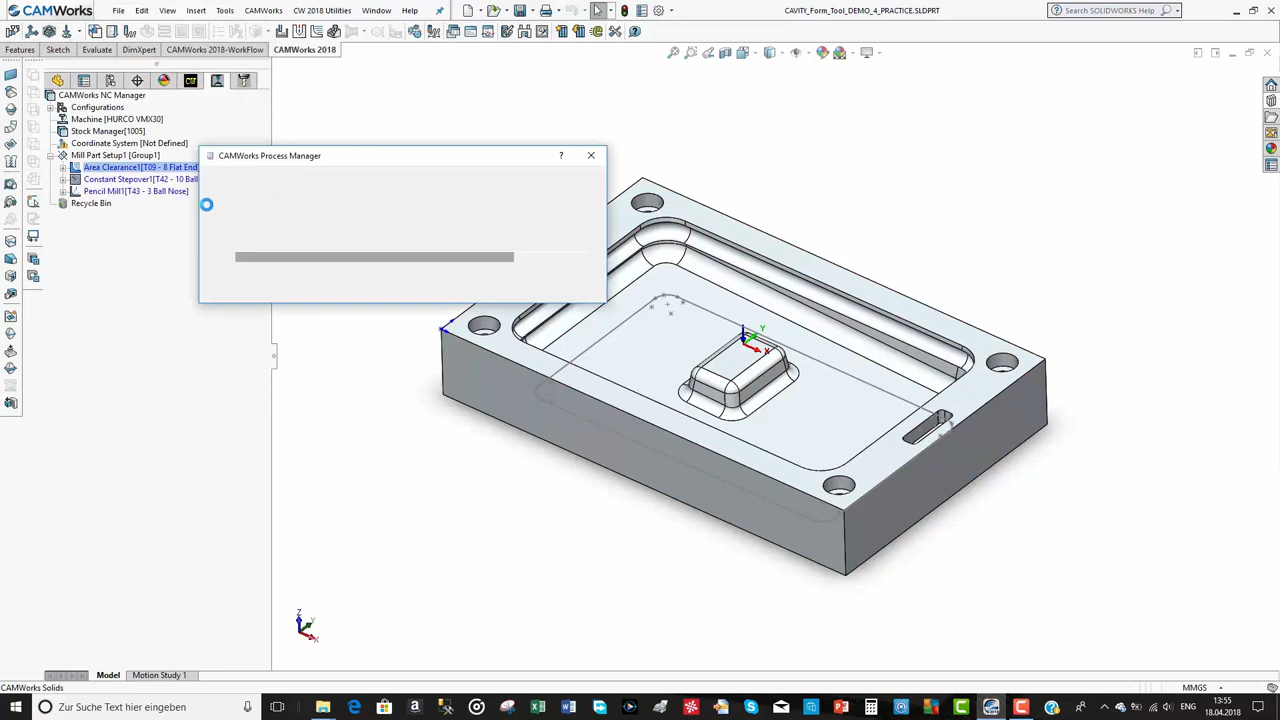 CAMWorks File Edit View Insert Tools CAMWorks CW 2018 Utilities Window Help CAVITY_Form_Tool_DEMO_4_PRACTICE.SLDPRT Search SOLIDWORKS Help
Features Sketch Evaluate DimXpert CAMWorks 2018-WorkFlow CAMWorks 2018
CAMWorks NC Manager
Configurations
Machine [HURCO VMX30]
Stock Manager[1005]
Coordinate System [Not Defined]
Mill Part Setup1 [Group1]
Area Clearance1[T09 - 8 Flat End
Constant Stepover1[T42 - 10 Ball
Pencil Mill1[T43 - 3 Ball Nose]
Recycle Bin
CAMWorks Process Manager ?
Y
X
Z
Y
X
Model Motion Study 1
CAMWorks Solids MMGS
Zur Suche Text hier eingeben
13:55
18.04.2018